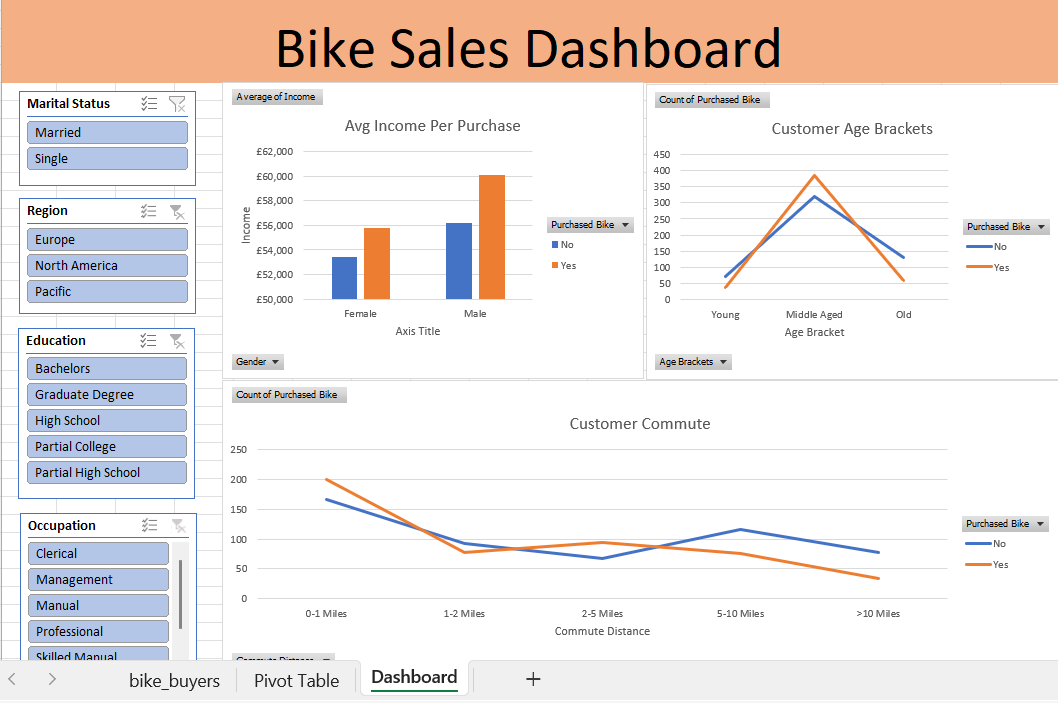 Bike Sales Dashboard
Marital Status
Married
Single
Region
Europe
North America
Pacific
Education
Bachelors
Graduate Degree
High School
Partial College
Partial High School
Occupation
Clerical
Management
Manual
Professional
Skilled Manual
Average of Income
Avg Income Per Purchase
£62,000
£60,000
£58,000
£56,000
£54,000
£52,000
£50,000
Income
Female
Male
Axis Title
Purchased Bike
No
Yes
Gender
Count of Purchased Bike
Customer Age Brackets
450
400
350
300
250
200
150
100
50
0
Young
Middle Aged
Old
Age Bracket
Purchased Bike
No
Yes
Age Brackets
Count of Purchased Bike
Customer Commute
250
200
150
100
50
0
0-1 Miles
1-2 Miles
2-5 Miles
5-10 Miles
>10 Miles
Commute Distance
Purchased Bike
No
Yes
Commute Distance
bike_buyers
Pivot Table
Dashboard